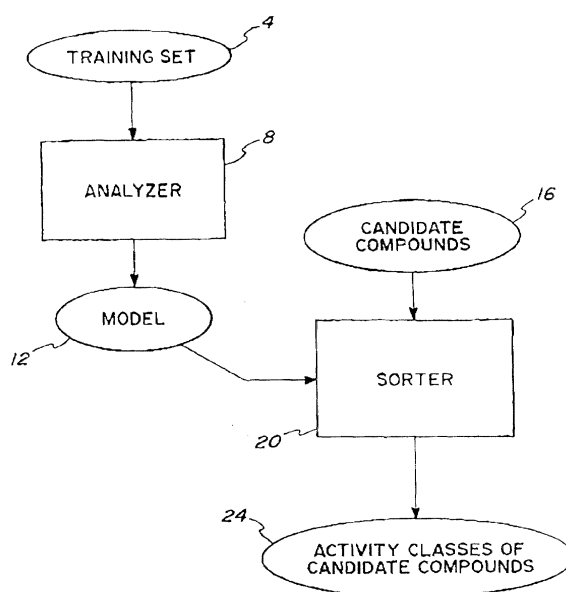 4
TRAINING SET
8
ANALYZER
16
CANDIDATE
COMPOUNDS
MODEL
12
SORTER
20
24
ACTIVITY CLASSES OF
CANDIDATE COMPOUNDS